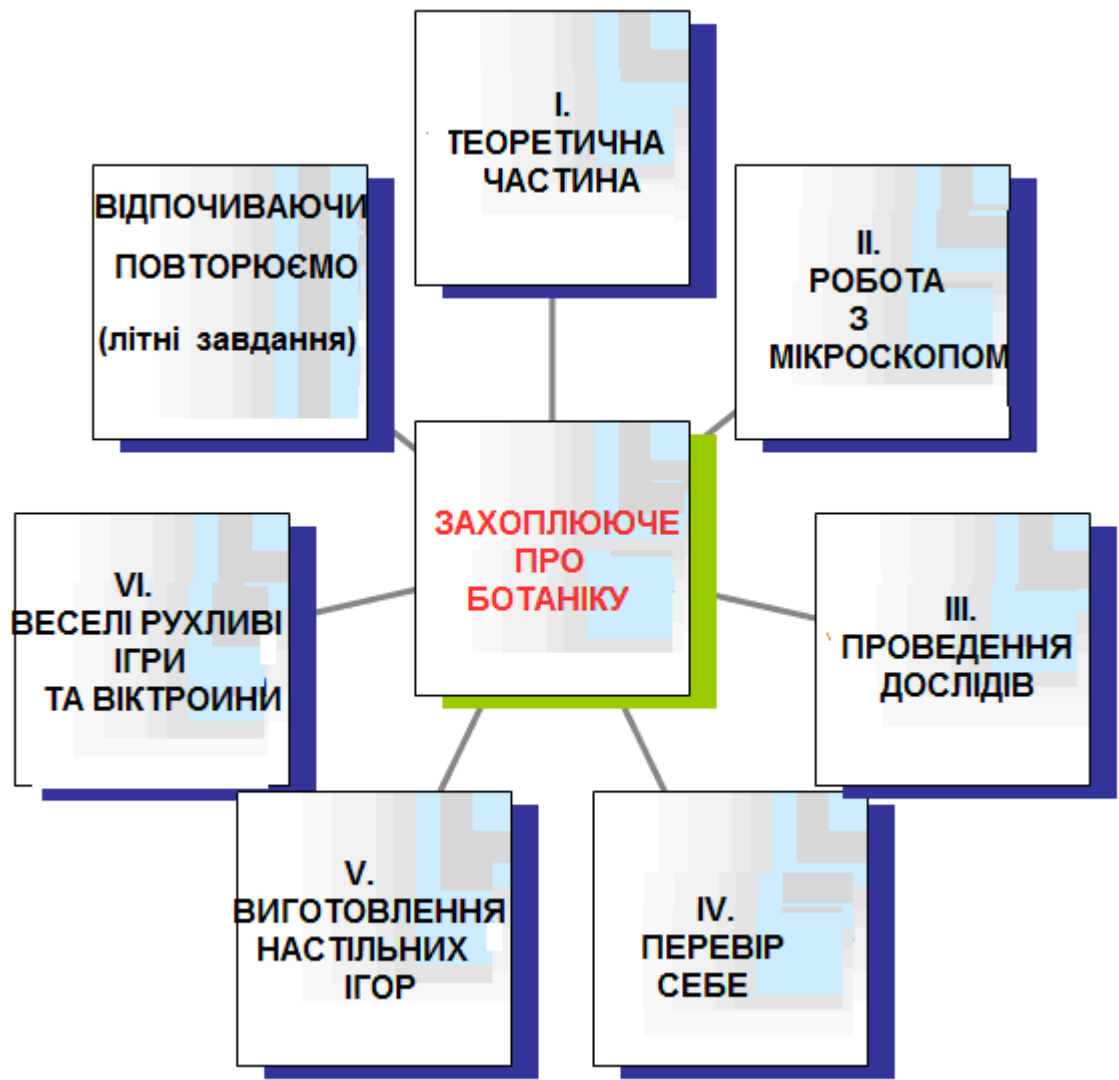 I.
ТЕОРЕТИЧНА
ЧАСТИНА
ВІДПОЧИВАЮЧИ
ПОВТОРЮЄМО
(літні завдання)
II.
РОБОТА
З
МІКРОСКОПОМ
ЗАХОПЛЮЮЧЕ
ПРО
БОТАНІКУ
VI.
ВЕСЕЛІ РУХЛИВІ
ІГРИ
ТА ВІКТРОИНИ
III.
ПРОВЕДЕННЯ
ДОСЛІДІВ
V.
ВИГОТОВЛЕННЯ
НАСТІЛЬНИХ
ІГОР
IV.
ПЕРЕВІР
СЕБЕ